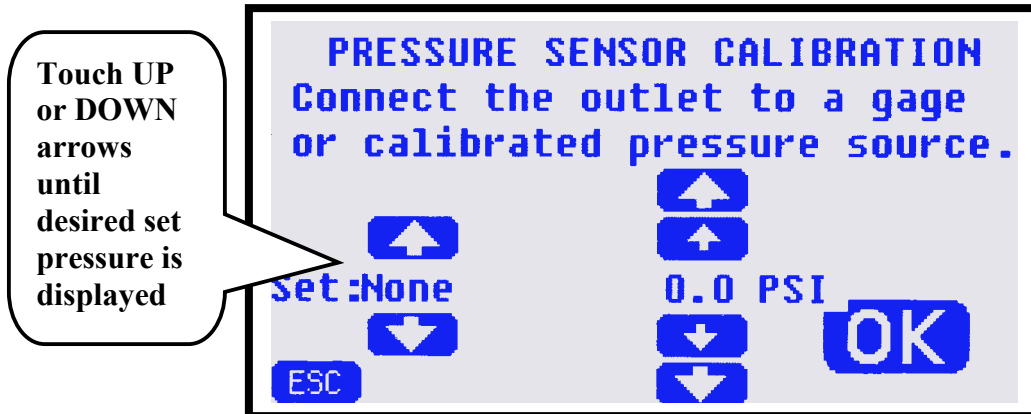 Touch UP
or DOWN
arrows
until
desired set
pressure is
displayed
PRESSURE SENSOR CALIBRATION
Connect the outlet to a gage
or calibrated pressure source.
Set:None
0.0 PSI
OK
ESC